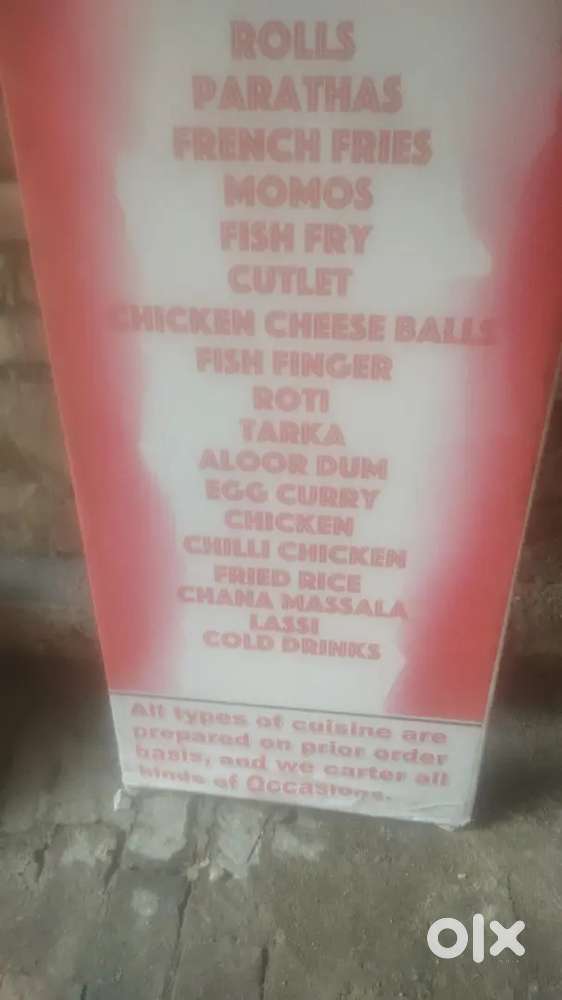 ROLLS
PARATHAS
FRENCH FRIES
MOMOS
FISH FRY
CUTLET
CHICKEN CHEESE BALLS
FISH FINGER
ROTI
TARKA
ALOOR DUM
EGG CURRY
CHICKEN
CHILLI CHICKEN
FRIED RICE
CHANA MASSALA
LASSI
COLD DRINKS
All types of cuisine are
prepared on prior order
basis, and we carter all
kinds of Occasions.
olx